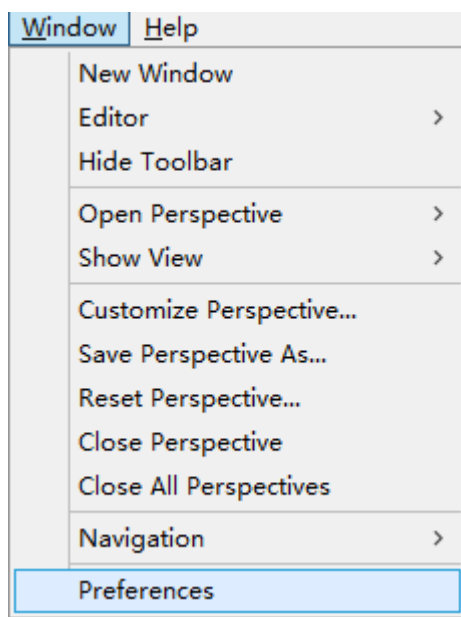 Window Help
New Window
Editor
Hide Toolbar
Open Perspective
Show View
Customize Perspective...
Save Perspective As...
Reset Perspective...
Close Perspective
Close All Perspectives
Navigation
Preferences